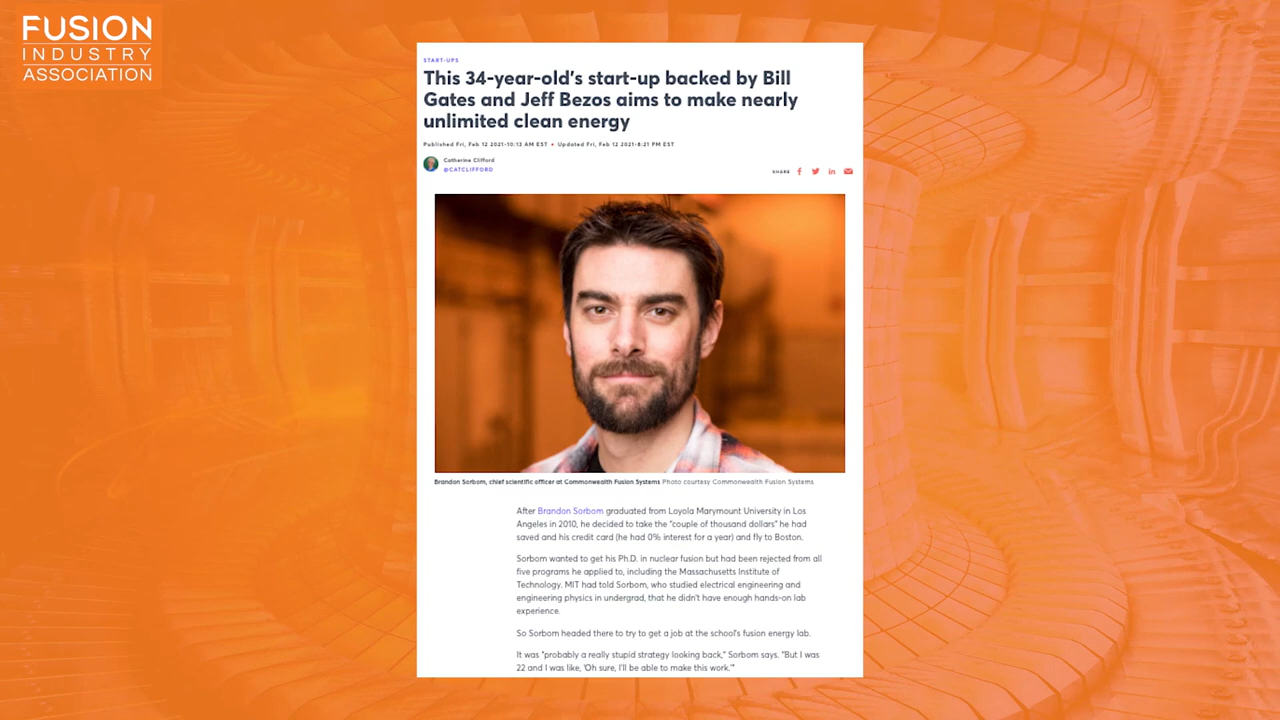 FUSION
INDUSTRY
ASSOCIATION
START-UPS
This 34-year-old's start-up backed by Bill
Gates and Jeff Bezos aims to make nearly
unlimited clean energy
Published Fri, Feb 12 2021-10:13 AM EST • Updated Fri, Feb 12 2021-8:21 PM EST
Catherine Clifford
@CATCLIFFORD
SHARE
Brandon Sorbom, chief scientific officer at Commonwealth Fusion Systems Photo courtesy Commonwealth Fusion Systems
After Brandon Sorbom graduated from Loyola Marymount University in Los
Angeles in 2010, he decided to take the "couple of thousand dollars" he had
saved and his credit card (he had 0% interest for a year) and fly to Boston.
Sorbom wanted to get his Ph.D. in nuclear fusion but had been rejected from all
five programs he applied to, including the Massachusetts Institute of
Technology. MIT had told Sorbom, who studied electrical engineering and
engineering physics in undergrad, that he didn't have enough hands-on lab
experience.
So Sorbom headed there to try to get a job at the school's fusion energy lab.
It was "probably a really stupid strategy looking back," Sorbom says. "But I was
22 and I was like, 'Oh sure, I'll be able to make this work.'"